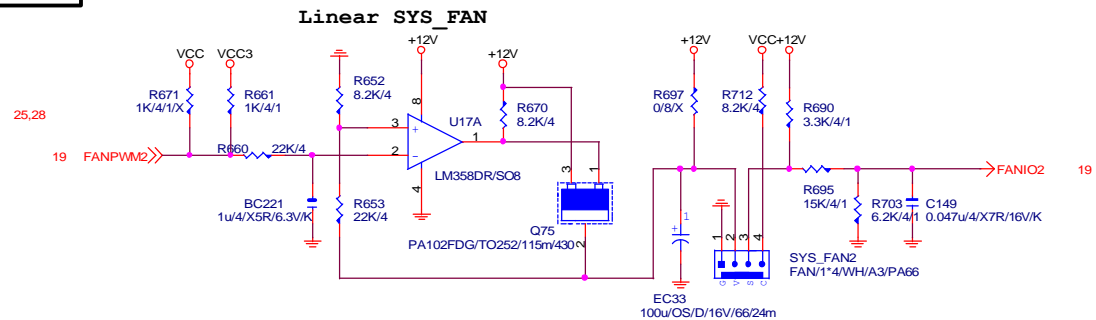 Linear SYS_FAN
VCC
VCC3
+12V
+12V
+12V
VCC
+12V
R671
1K/4/1/X
R661
1K/4/1
R652
8.2K/4
R670
8.2K/4
R697
0/8/X
R712
8.2K/4
R690
3.3K/4/1
25,28
8
U17A
3
+
1
2
-
3
1
19
FANPWM2
R660
22K/4
LM358DR/SO8
FANIO2
19
4
BC221
1u/4/X5R/6.3V/K
R653
22K/4
R695
15K/4/1
R703
6.2K/4/1
C149
0.047u/4/X7R/16V/K
Q75
PA102FDG/TO252/115m/430
2
1
+
1
2
3
4
G
V
S
C
SYS_FAN2
FAN/1*4/WH/A3/PA66
EC33
100u/OS/D/16V/66/24m